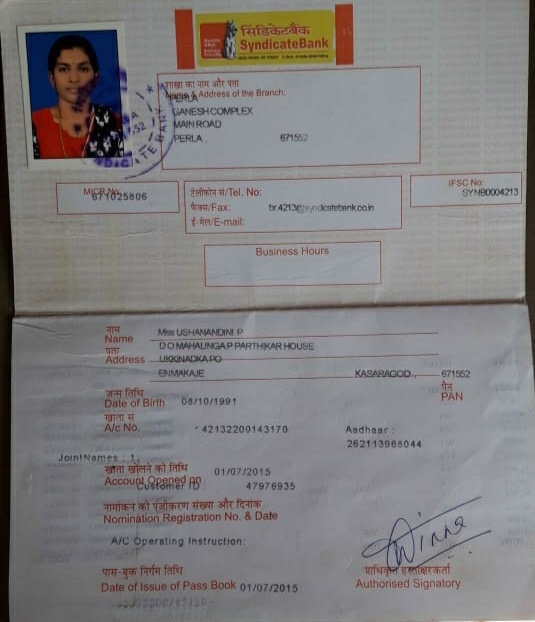 सिंडिकेटबैंक
SyndicateBank
शाखा का नाम और पता
Name & Address of the Branch:
PERLA
GANESH COMPLEX
MAIN ROAD
PERLA 671552
MICR No.
671025806
टेलीफोन सं/Tel. No:
फैक्स/Fax: br.4213@syndicatebank.co.in
ई-मेल/E-mail:
IFSC No:
SYNB0004213
Business Hours
नाम
Name Miss USHANANDINI P
पता D O MAHALINGA P PARTHIKAR HOUSE
Address UKKINADKA PO
ENMAKAJE KASARAGOD 671552
जन्म तिथि
Date of Birth 08/10/1991
पैन
PAN
खाता सं
A/c No. 42132200143170
Aadhaar :
262113968044
JointNames : 1.
खाता खोलने की तिथि
Account Opened on 01/07/2015
Customer ID 47976935
नामांकन की पंजीकरण संख्या और दिनांक
Nomination Registration No. & Date
A/C Operating Instruction:
पास-बुक निर्गम तिथि
Date of Issue of Pass Book 01/07/2015
प्राधिकृत हस्ताक्षरकर्ता
Authorised Signatory